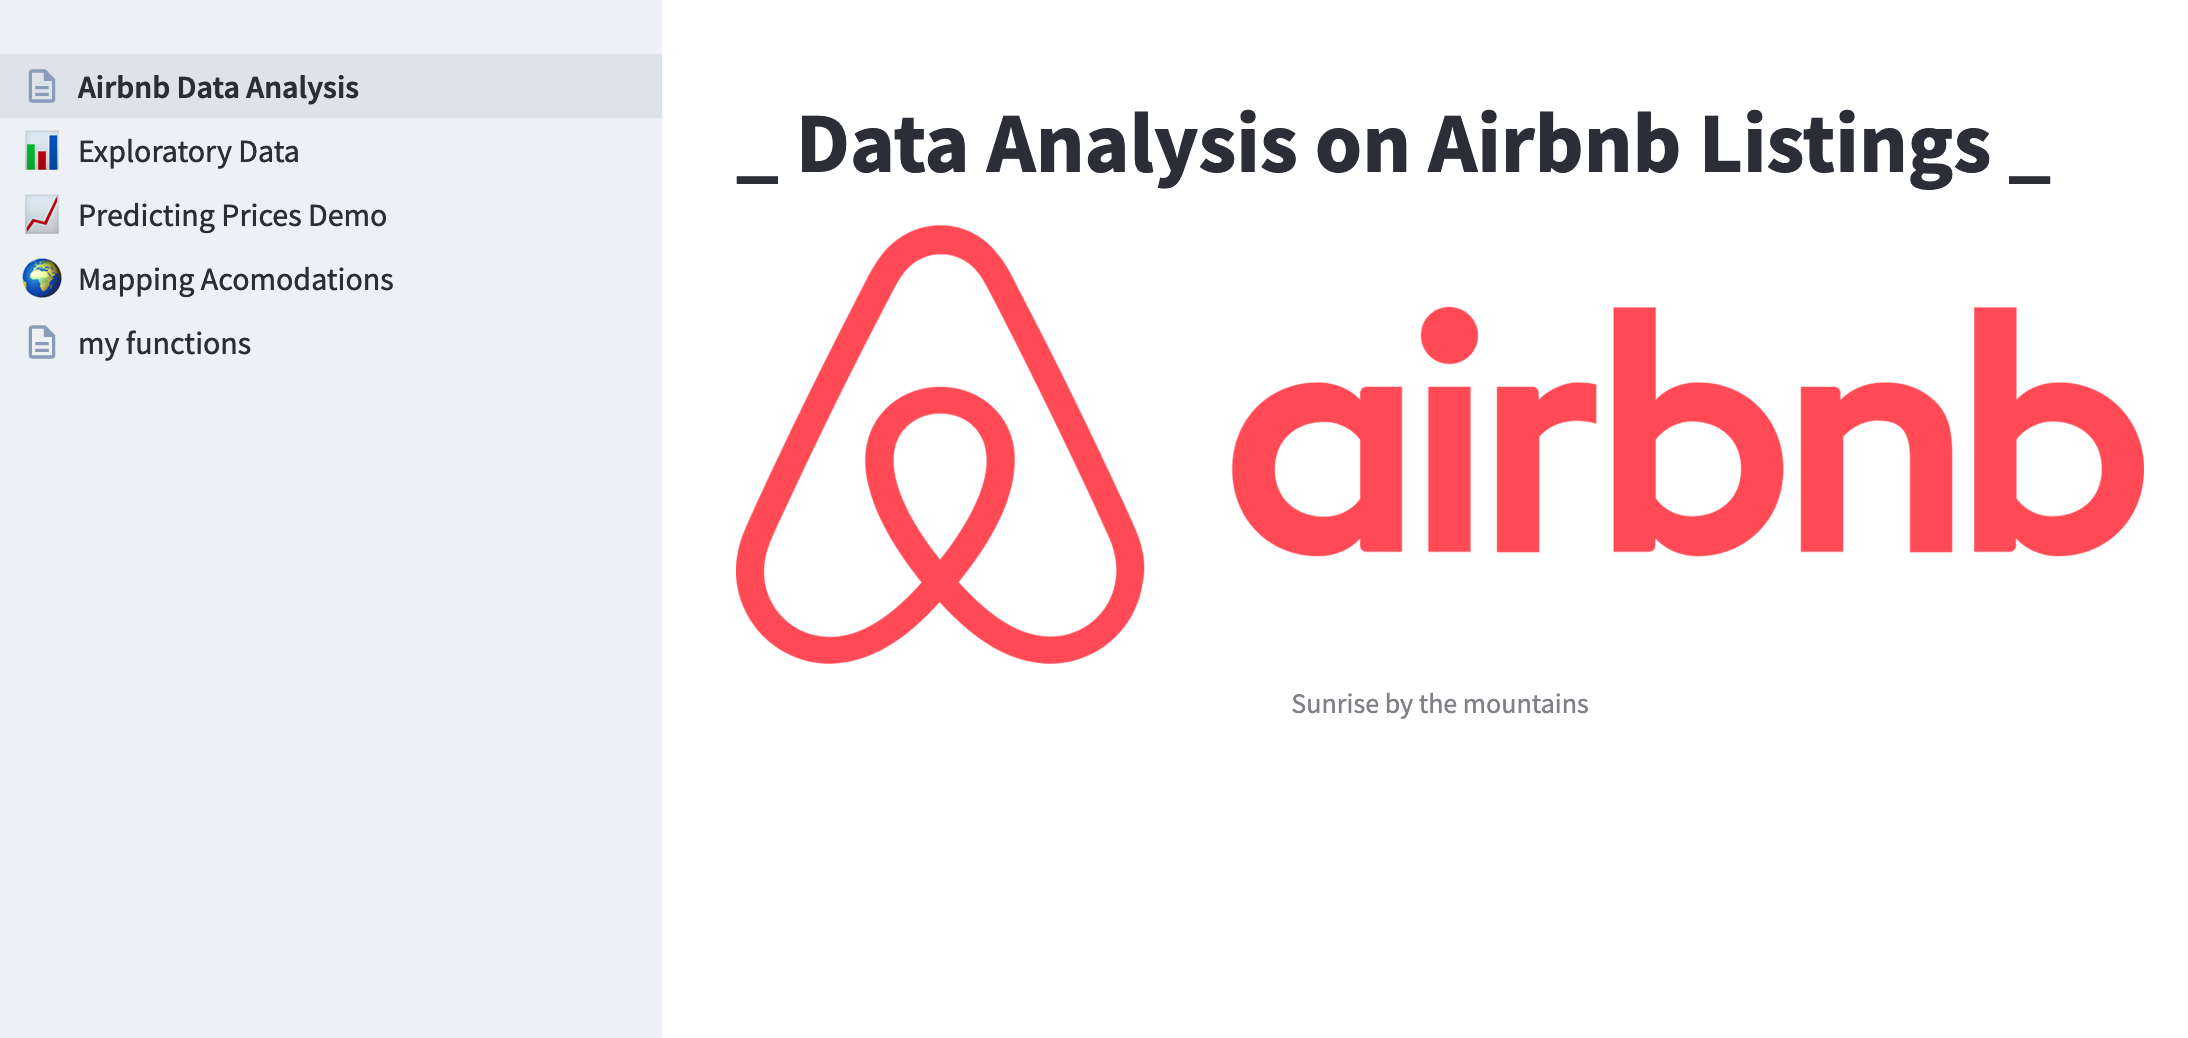 Airbnb Data Analysis
Exploratory Data
Predicting Prices Demo
Mapping Acomodations
my functions
_ Data Analysis on Airbnb Listings _
airbnb
Sunrise by the mountains